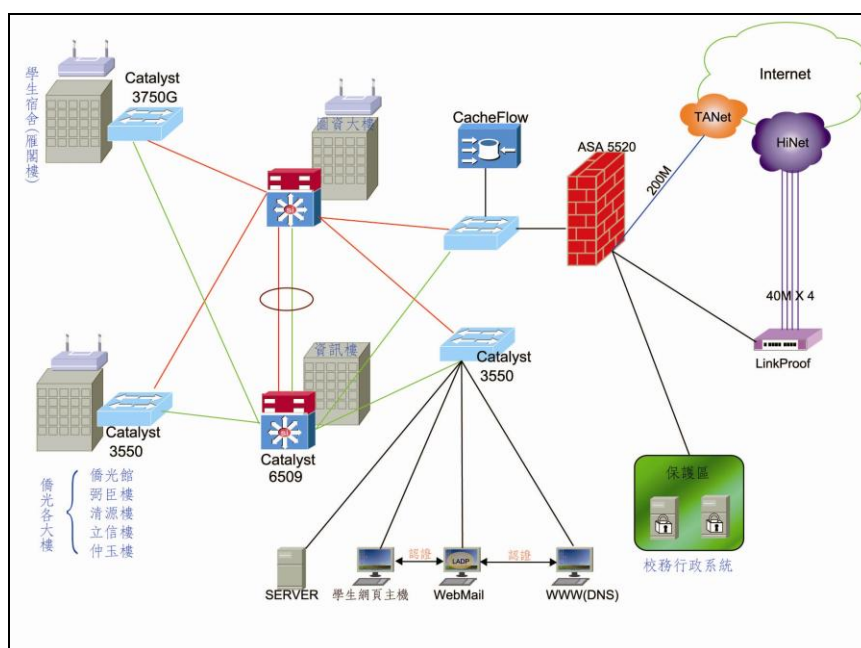 學生宿舍(雁閣樓)
Catalyst
3750G
圖資大樓
CacheFlow
ASA 5520
Internet
TANet
HiNet
200M
40M X 4
LinkProof
Catalyst
3550
資訊樓
Catalyst
6509
Catalyst
3550
僑光各大樓
僑光館
弼臣樓
清源樓
立信樓
仲玉樓
保護區
校務行政系統
認證
認證
LADP
SERVER
學生網頁主機
WebMail
WWW(DNS)